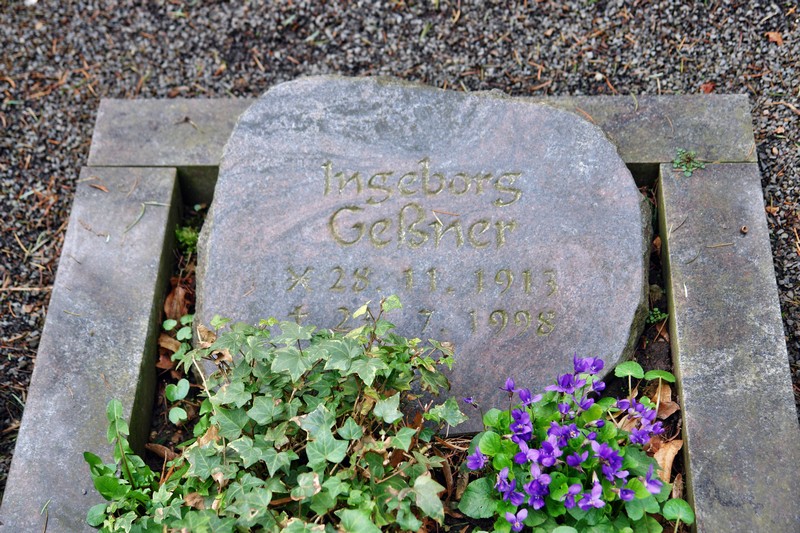 Ingeborg
Geßner
* 28. 11. 1913
† 7. 1998